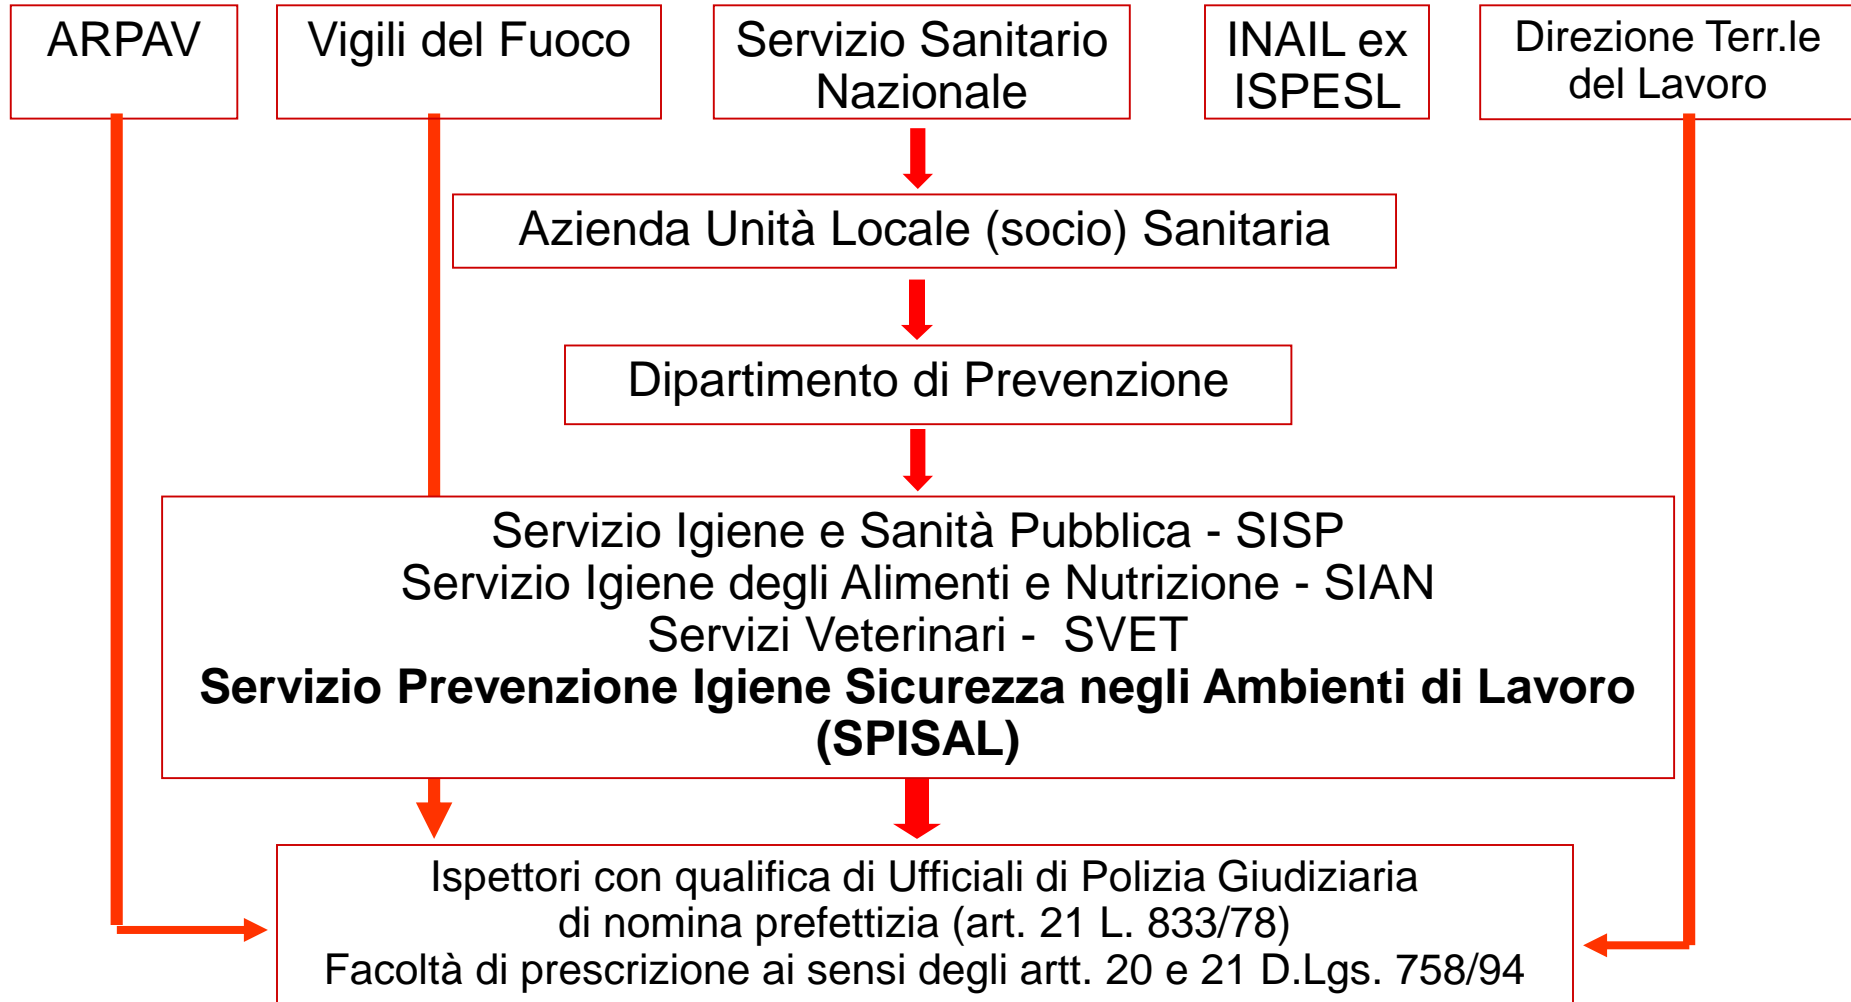 ARPAV
Vigili del Fuoco
Servizio Sanitario
Nazionale
INAIL ex
ISPESL
Direzione Terr.le
del Lavoro
Azienda Unità Locale (socio) Sanitaria
Dipartimento di Prevenzione
Servizio Igiene e Sanità Pubblica - SISP
Servizio Igiene degli Alimenti e Nutrizione - SIAN
Servizi Veterinari - SVET
Servizio Prevenzione Igiene Sicurezza negli Ambienti di Lavoro
(SPISAL)
Ispettori con qualifica di Ufficiali di Polizia Giudiziaria
di nomina prefettizia (art. 21 L. 833/78)
Facoltà di prescrizione ai sensi degli artt. 20 e 21 D.Lgs. 758/94